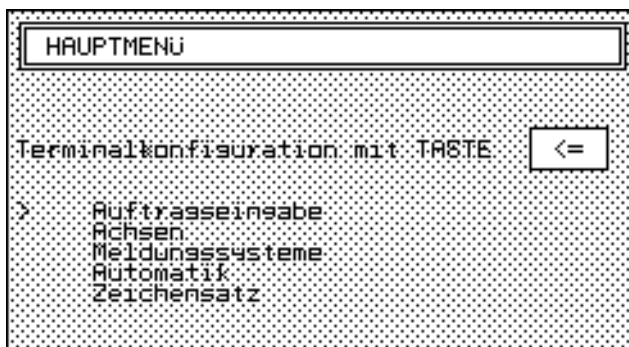 HAUPTMENü
Terminalkonfiguration mit TASTE <=
> Auftragseingabe
Achsen
Meldungssysteme
Automatik
Zeichensatz